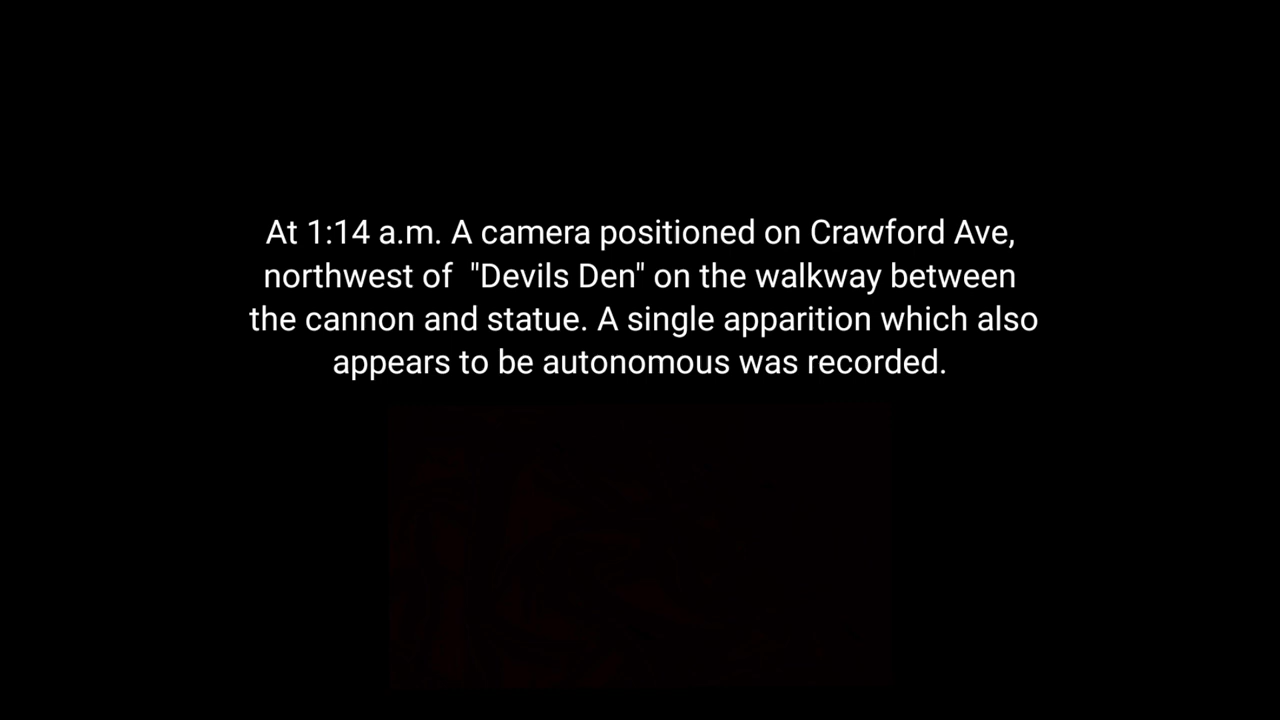 At 1:14 a.m. A camera positioned on Crawford Ave,
northwest of  "Devils Den" on the walkway between
the cannon and statue. A single apparition which also
appears to be autonomous was recorded.